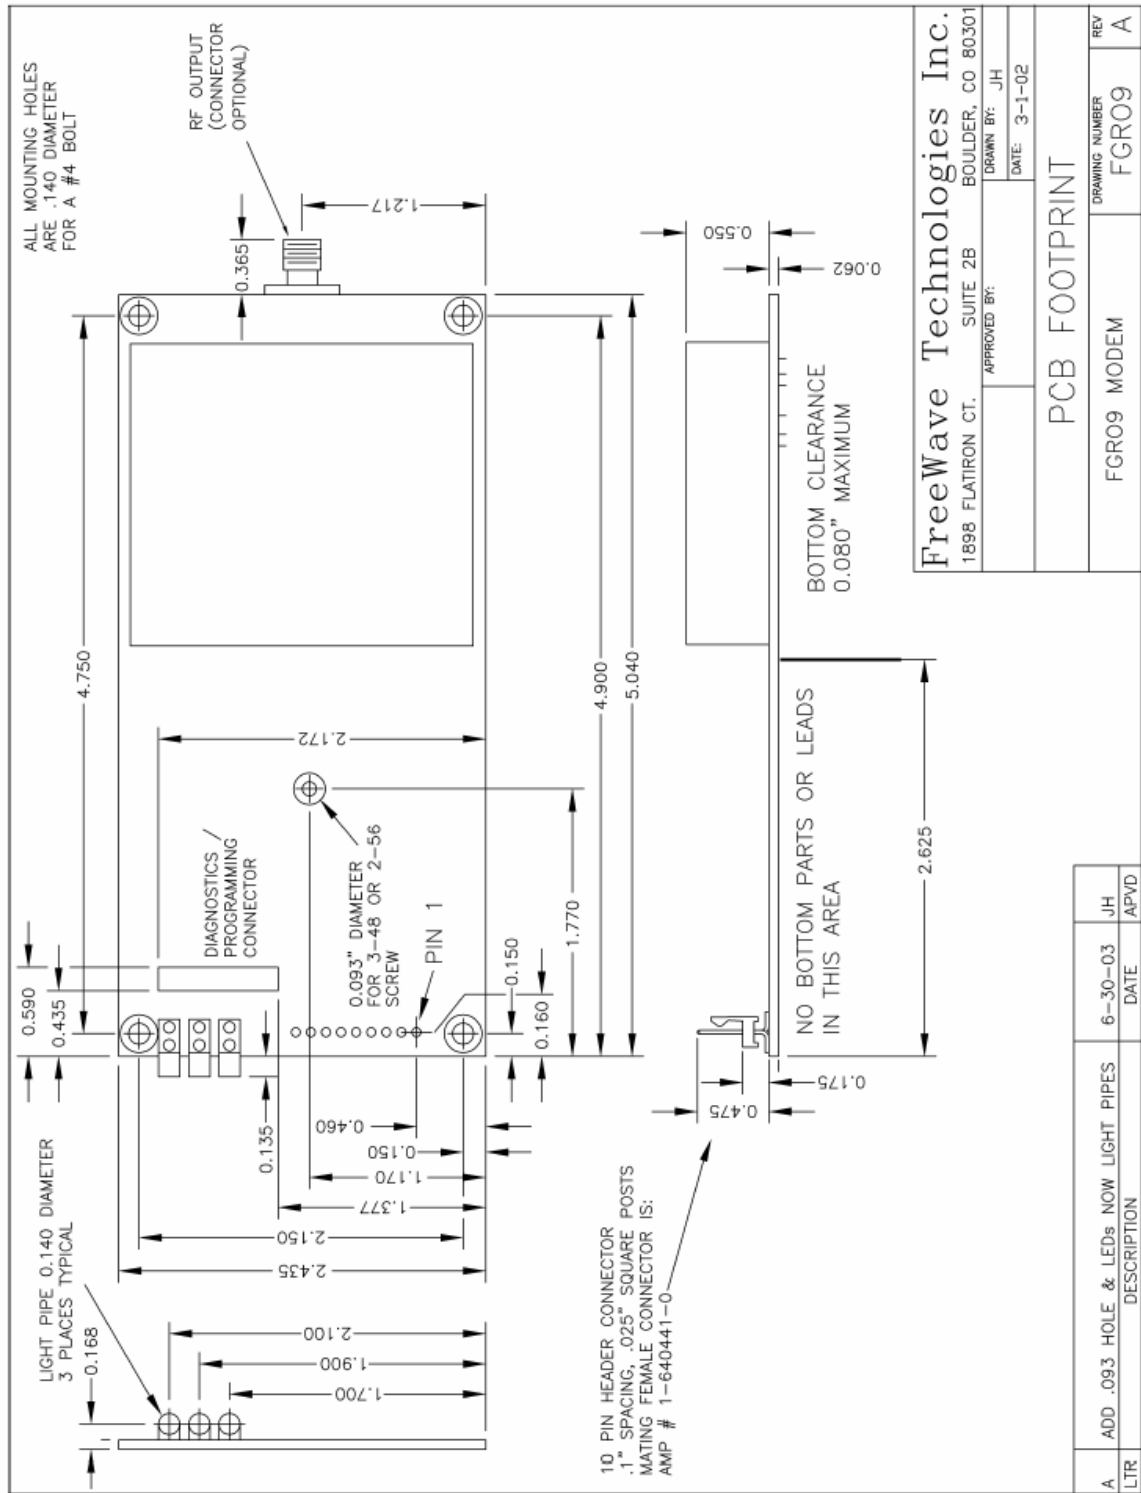 ALL MOUNTING HOLES
ARE .140 DIAMETER
FOR A #4 BOLT
RF OUTPUT
(CONNECTOR
OPTIONAL)
LIGHT PIPE 0.140 DIAMETER
3 PLACES TYPICAL
0.168
2.100
1.900
1.700
0.590
0.435
4.750
0.365
1.217
DIAGNOSTICS /
PROGRAMMING
CONNECTOR
2.172
0.093" DIAMETER
FOR 3-48 OR 2-56
SCREW
PIN 1
0.135
0.460
0.150
1.170
1.377
2.150
2.435
0.150
0.160
1.770
4.900
5.040
10 PIN HEADER CONNECTOR
.1" SPACING, .025" SQUARE POSTS
MATING FEMALE CONNECTOR IS:
AMP # 1-640441-0
0.475
0.175
0.550
0.062
NO BOTTOM PARTS OR LEADS
IN THIS AREA
BOTTOM CLEARANCE
0.080" MAXIMUM
2.625
A ADD .093 HOLE & LEDs NOW LIGHT PIPES 6-30-03 JH
LTR DESCRIPTION DATE APVD
FreeWave Technologies Inc.
1898 FLATIRON CT. SUITE 2B BOULDER, CO 80301
APPROVED BY:
DRAWN BY: JH
DATE: 3-1-02
PCB FOOTPRINT
FGRO9 MODEM
DRAWING NUMBER
FGRO9
REV
A